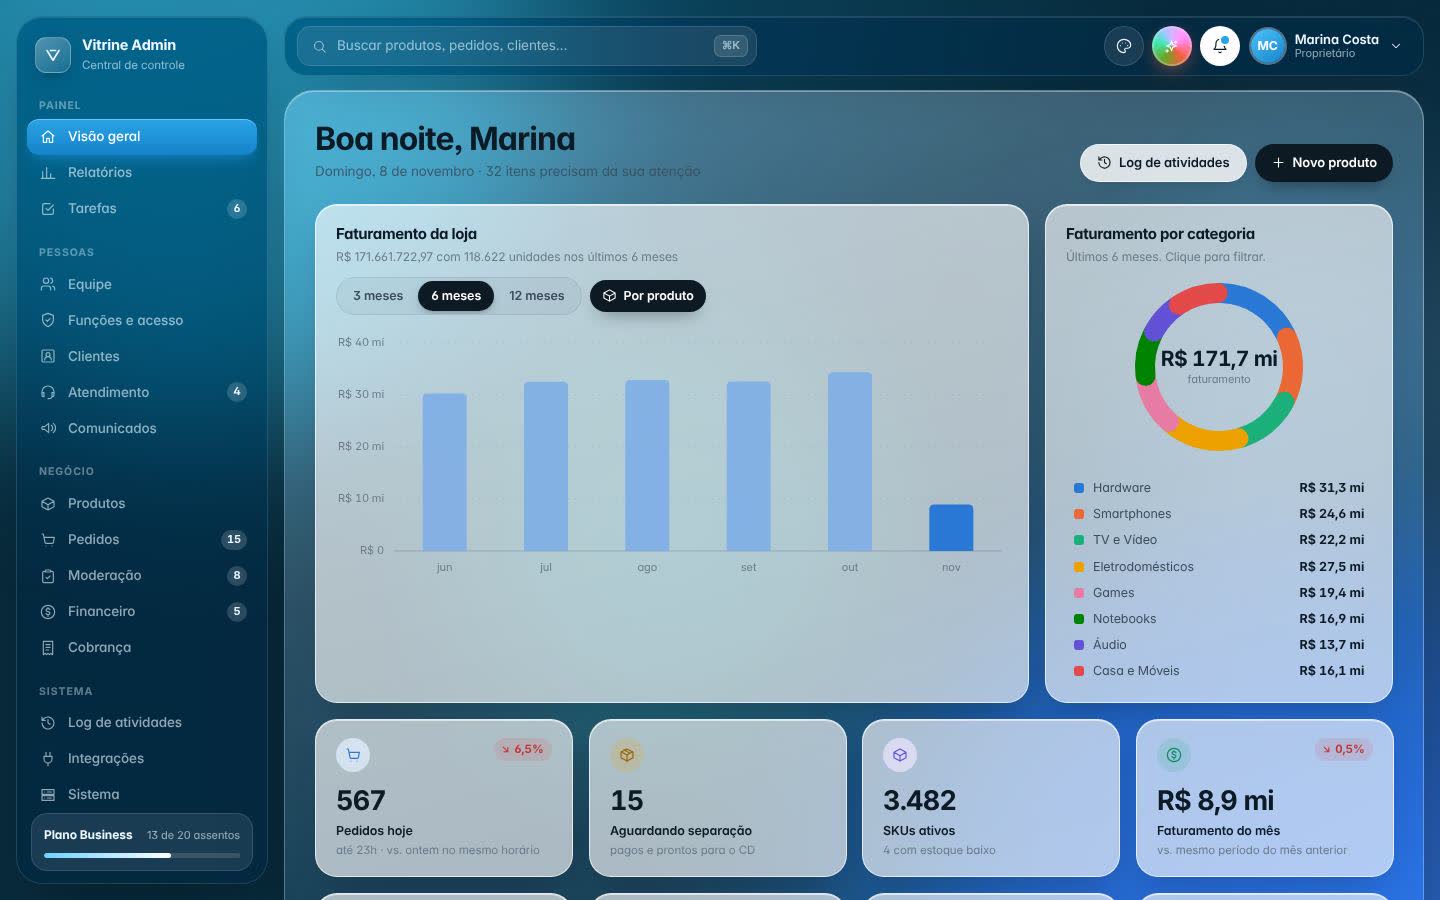 Vitrine Admin
Central de controle
PAINEL
Visão geral
Relatórios
Tarefas 6
PESSOAS
Equipe
Funções e acesso
Clientes
Atendimento 4
Comunicados
NEGÓCIO
Produtos
Pedidos 15
Moderação 8
Financeiro 5
Cobrança
SISTEMA
Log de atividades
Integrações
Sistema
Plano Business 13 de 20 assentos
Buscar produtos, pedidos, clientes... ⌘K
MC
Marina Costa
Proprietário
Boa noite, Marina
Domingo, 8 de novembro · 32 itens precisam da sua atenção
Log de atividades
Novo produto
Faturamento da loja
R$ 171.661.722,97 com 118.622 unidades nos últimos 6 meses
3 meses 6 meses 12 meses Por produto
R$ 40 mi
R$ 30 mi
R$ 20 mi
R$ 10 mi
R$ 0
jun jul ago set out nov
Faturamento por categoria
Últimos 6 meses. Clique para filtrar.
R$ 171,7 mi
faturamento
Hardware R$ 31,3 mi
Smartphones R$ 24,6 mi
TV e Vídeo R$ 22,2 mi
Eletrodomésticos R$ 27,5 mi
Games R$ 19,4 mi
Notebooks R$ 16,9 mi
Áudio R$ 13,7 mi
Casa e Móveis R$ 16,1 mi
6,5%
567
Pedidos hoje
até 23h · vs. ontem no mesmo horário
15
Aguardando separação
pagos e prontos para o CD
3.482
SKUs ativos
4 com estoque baixo
0,5%
R$ 8,9 mi
Faturamento do mês
vs. mesmo período do mês anterior